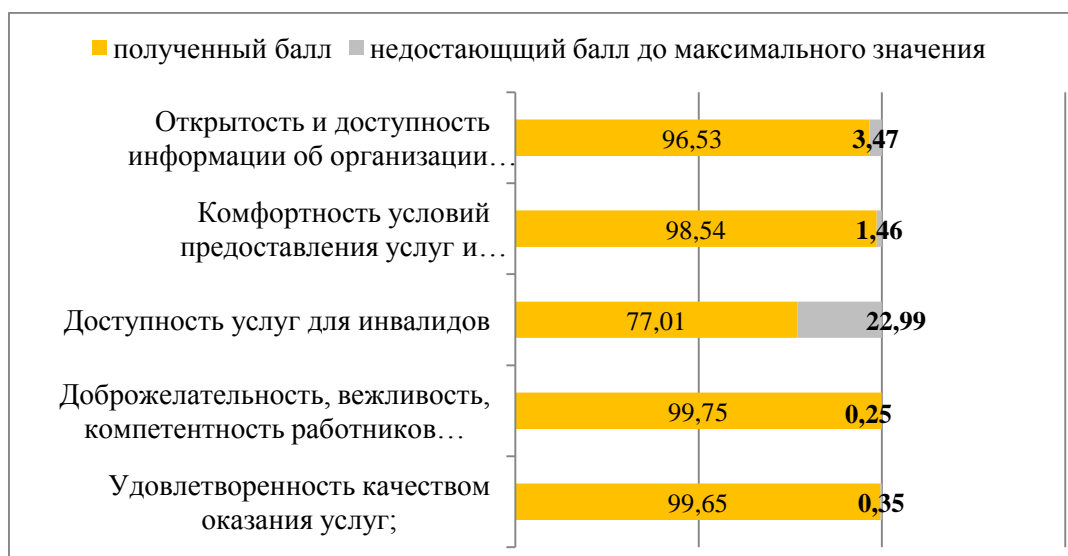 полученный балл недостающщий балл до максимального значения
Открытость и доступность
информации об организации…
96,53 3,47
Комфортность условий
предоставления услуг и…
98,54 1,46
Доступность услуг для инвалидов
77,01 22,99
Доброжелательность, вежливость,
компетентность работников…
99,75 0,25
Удовлетворенность качеством
оказания услуг;
99,65 0,35